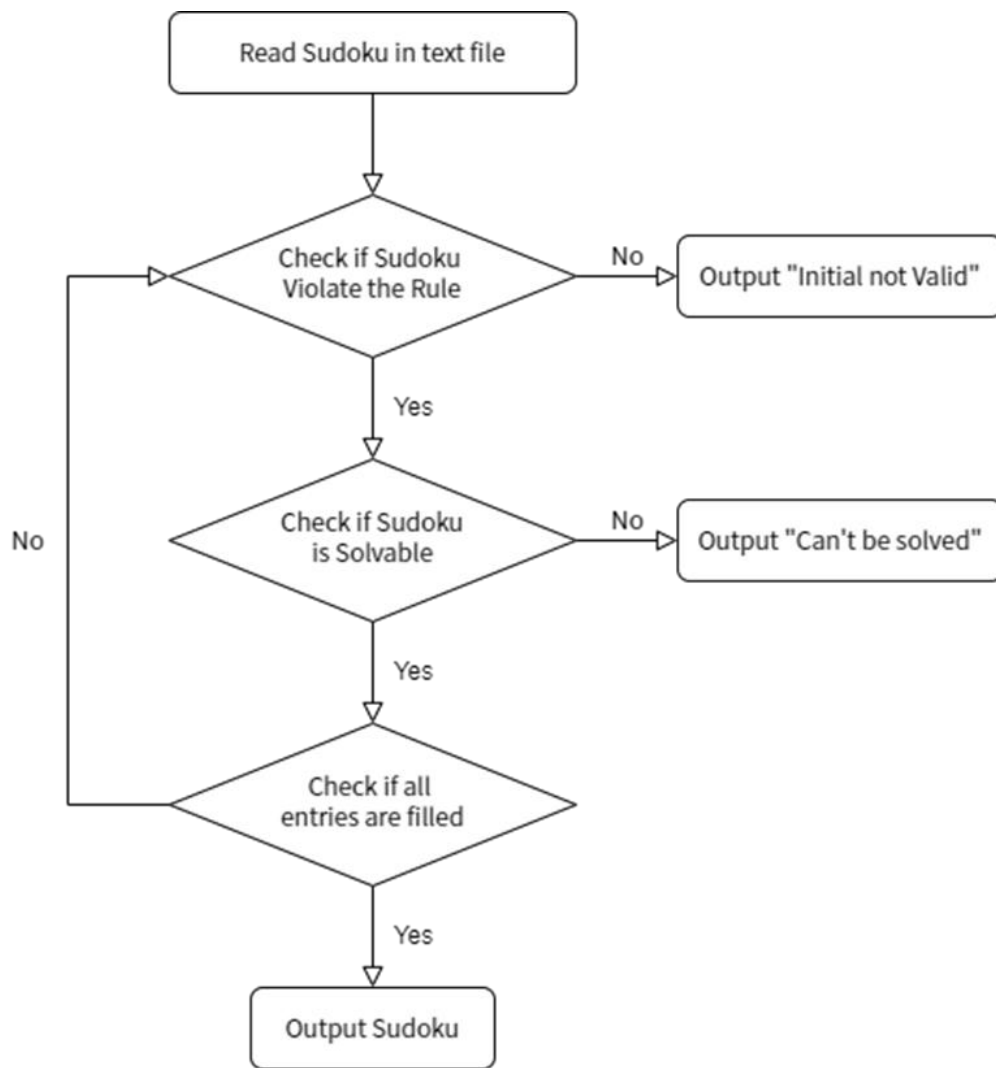 Read Sudoku in text file
Check if Sudoku
Violate the Rule
No
Output "Initial not Valid"
Yes
Check if Sudoku
is Solvable
No
Output "Can't be solved"
No
Yes
Check if all
entries are filled
Yes
Output Sudoku